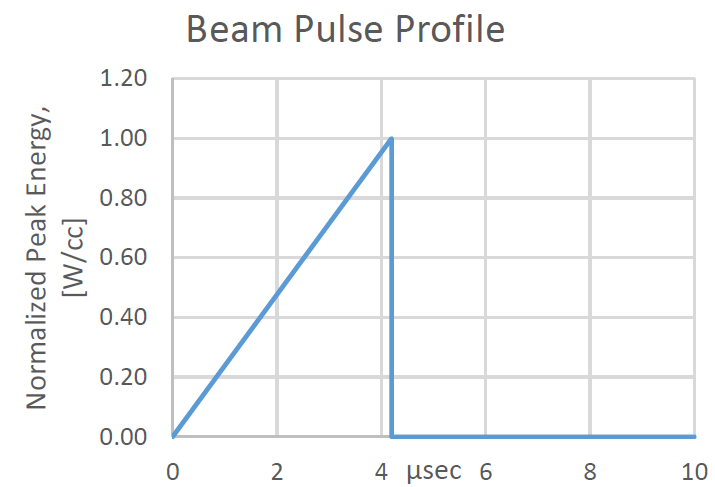 Beam Pulse Profile
Normalized Peak Energy,
[W/cc]
1.20
1.00
0.80
0.60
0.40
0.20
0.00
0 2 4 µsec 6 8 10